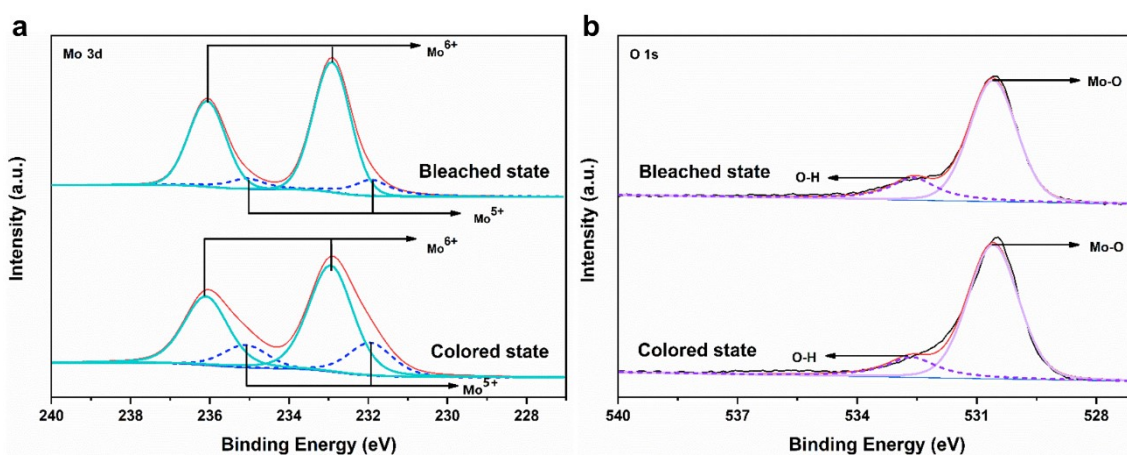 a
Mo 3d
Mo6+
Bleached state
Mo5+
Mo6+
Colored state
Mo5+
Intensity (a.u.)
240 238 236 234 232 230 228
Binding Energy (eV)
b
O 1s
Mo-O
Bleached state
O-H
Mo-O
Colored state
O-H
Intensity (a.u.)
540 537 534 531 528
Binding Energy (eV)